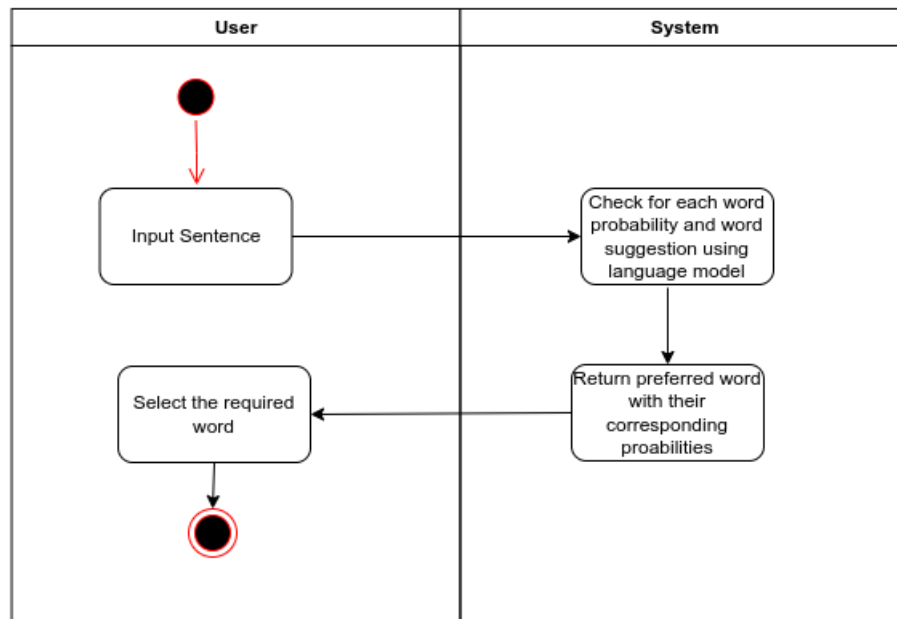 User
System
Input Sentence
Check for each word
probability and word
suggestion using
language model
Select the required
word
Return preferred word
with their
corresponding
proabilities